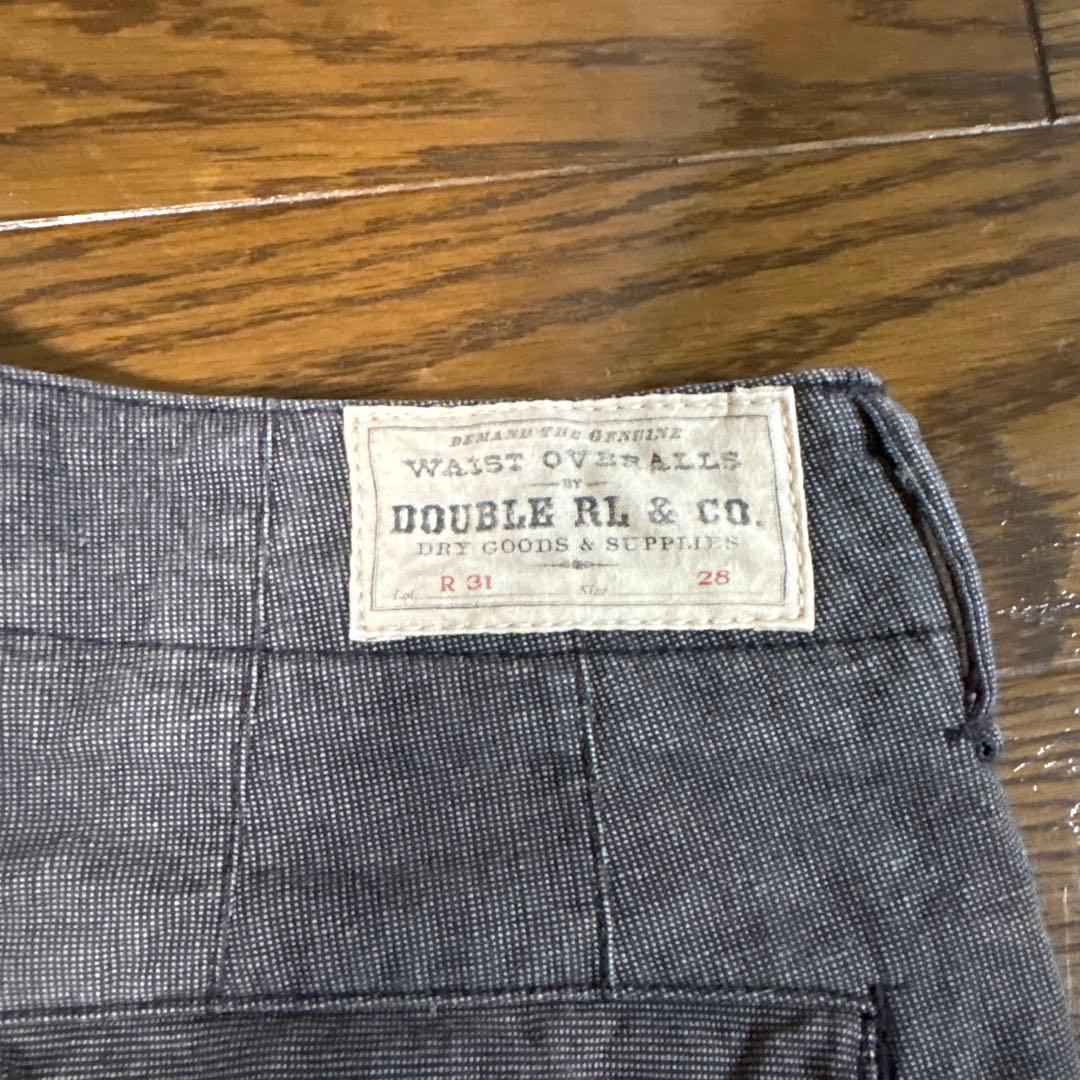 DEMAND THE GENUINE
WAIST OVERALLS
BY
DOUBLE RL & CO.
DRY GOODS & SUPPLIES
Lot R 31 Size 28